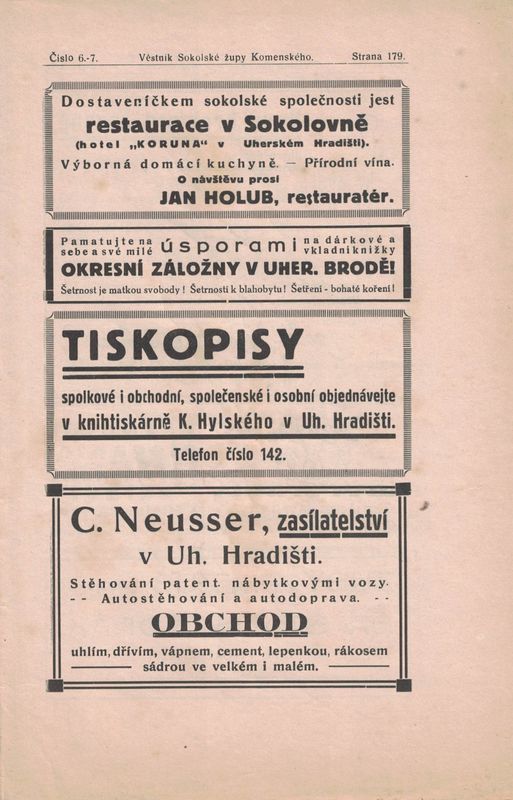 Číslo 6.-7. Věstník Sokolské župy Komenského. Strana 179.
Dostaveníčkem sokolské společnosti jest
restaurace v Sokolovně
(hotel „KORUNA" v Uherském Hradišti).
Výborná domácí kuchyně. — Přírodní vína.
O návštěvu prosí
JAN HOLUB, restauratér.
Pamatujte na
sebe a své milé
úsporami
na dárkové a
vkladní knížky
OKRESNÍ ZÁLOŽNY V UHER. BRODĚ!
Šetrnost je matkou svobody! Šetrností k blahobytu! Šetření - bohaté koření!
TISKOPISY
spolkové i obchodní, společenské i osobní objednávejte
v knihtiskárně K. Hylského v Uh. Hradišti.
Telefon číslo 142.
C. Neusser, zasílatelství
v Uh. Hradišti.
Stěhování patent. nábytkovými vozy.
- - Autostěhování a autodoprava. - -
OBCHOD
uhlím, dřívím, vápnem, cement, lepenkou, rákosem
sádrou ve velkém i malém.